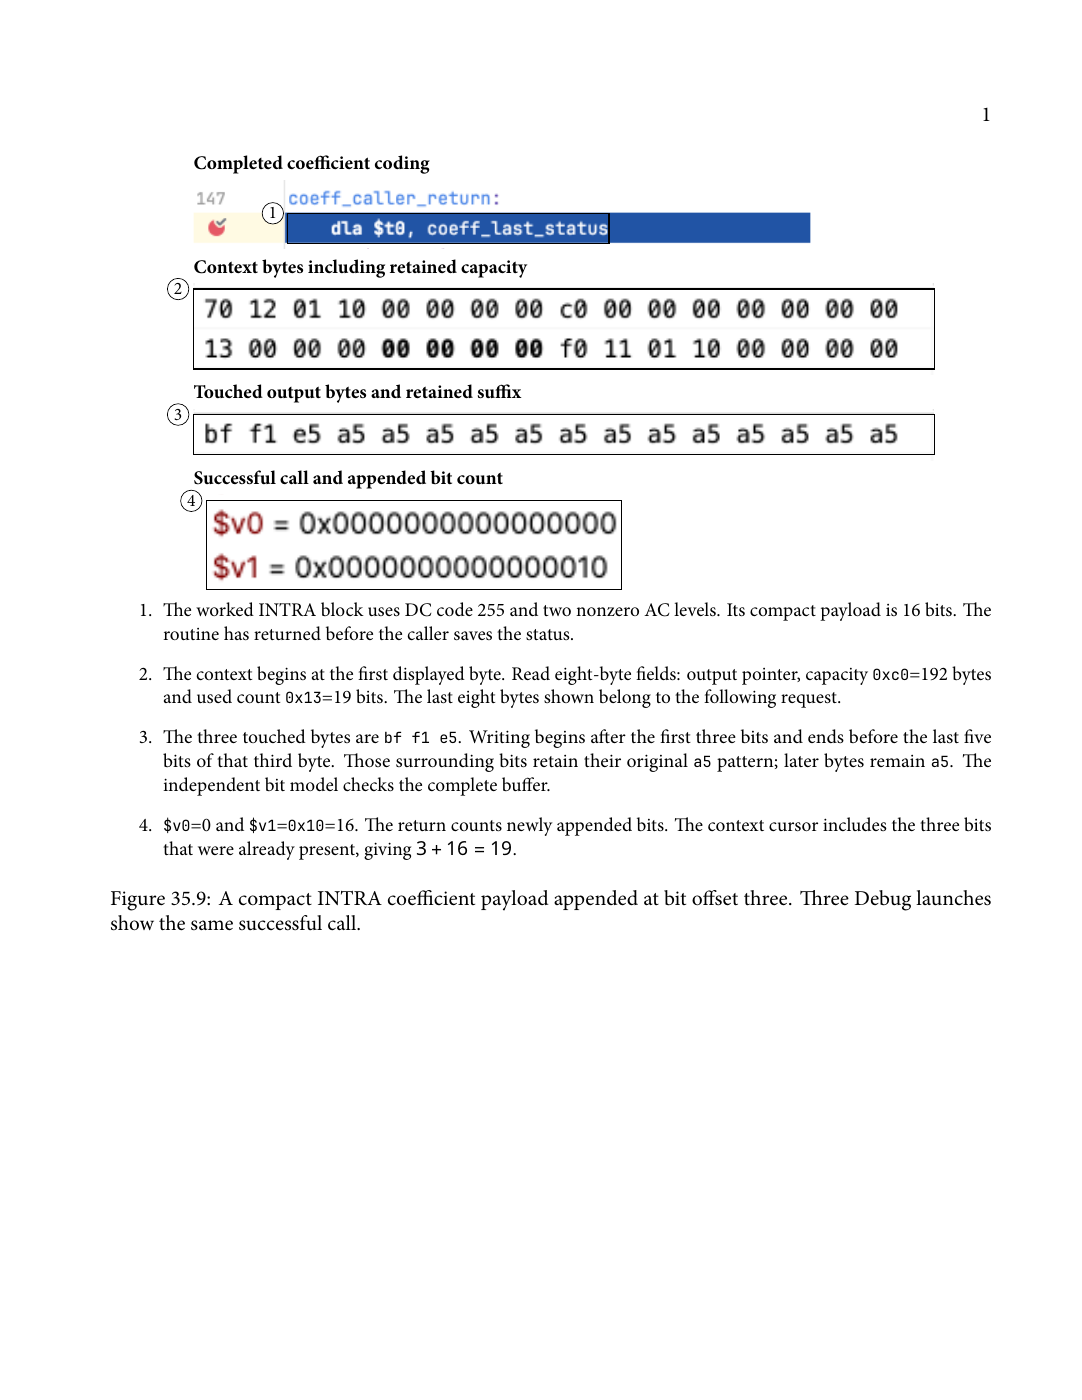 1
Completed coefficient coding
147 coeff_caller_return:
1 dla $t0, coeff_last_status
Context bytes including retained capacity
2
70 12 01 10 00 00 00 00 c0 00 00 00 00 00 00 00
13 00 00 00 00 00 00 00 f0 11 01 10 00 00 00 00
Touched output bytes and retained suffix
3
bf f1 e5 a5 a5 a5 a5 a5 a5 a5 a5 a5 a5 a5 a5 a5
Successful call and appended bit count
4
$v0 = 0x0000000000000000
$v1 = 0x0000000000000010
1. The worked INTRA block uses DC code 255 and two nonzero AC levels. Its compact payload is 16 bits. The
routine has returned before the caller saves the status.
2. The context begins at the first displayed byte. Read eight-byte fields: output pointer, capacity 0xc0=192 bytes
and used count 0x13=19 bits. The last eight bytes shown belong to the following request.
3. The three touched bytes are bf f1 e5. Writing begins after the first three bits and ends before the last five
bits of that third byte. Those surrounding bits retain their original a5 pattern; later bytes remain a5. The
independent bit model checks the complete buffer.
4. $v0=0 and $v1=0x10=16. The return counts newly appended bits. The context cursor includes the three bits
that were already present, giving 3 + 16 = 19.
Figure 35.9: A compact INTRA coefficient payload appended at bit offset three. Three Debug launches
show the same successful call.